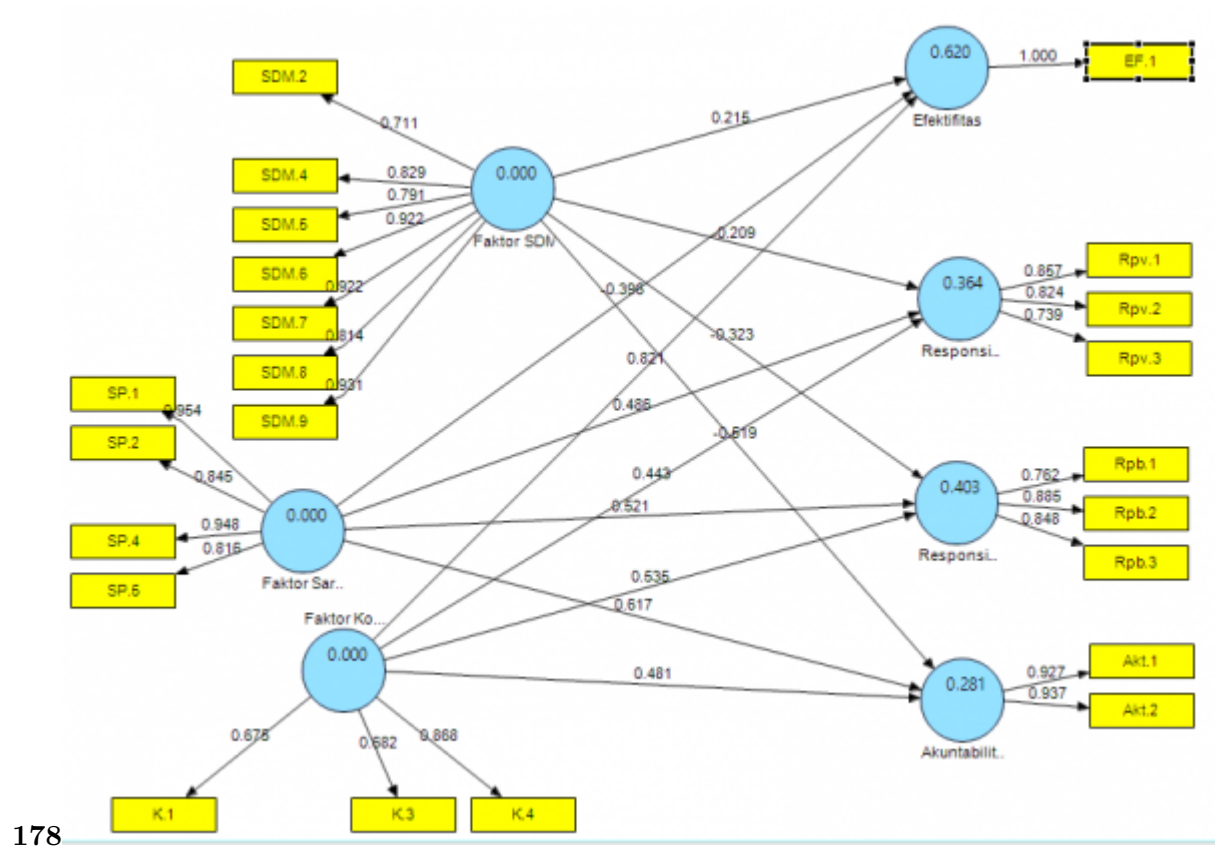 0.620
1.000
EF.1
Efektifitas
SDM.2
0.711
0.215
SDM.4
0.829
0.000
SDM.5
0.791
0.922
Faktor SDM
SDM.6
0.922
SDM.7
0.814
SDM.8
0.931
SDM.9
-0.209
-0.398
-0.323
0.821
0.364
Responsi...
0.857
Rpv.1
0.824
Rpv.2
0.739
Rpv.3
SP.1
0.954
SP.2
0.845
0.486
-0.519
0.443
0.521
SP.4
0.948
0.000
SP.5
0.816
Faktor Sar...
0.403
Responsi...
0.762
Rpb.1
0.885
Rpb.2
0.848
Rpb.3
0.535
0.617
Faktor Ko...
0.000
0.481
0.281
Akuntabilit...
0.927
Akt.1
0.937
Akt.2
0.868
K.1
K.3
K.4
178